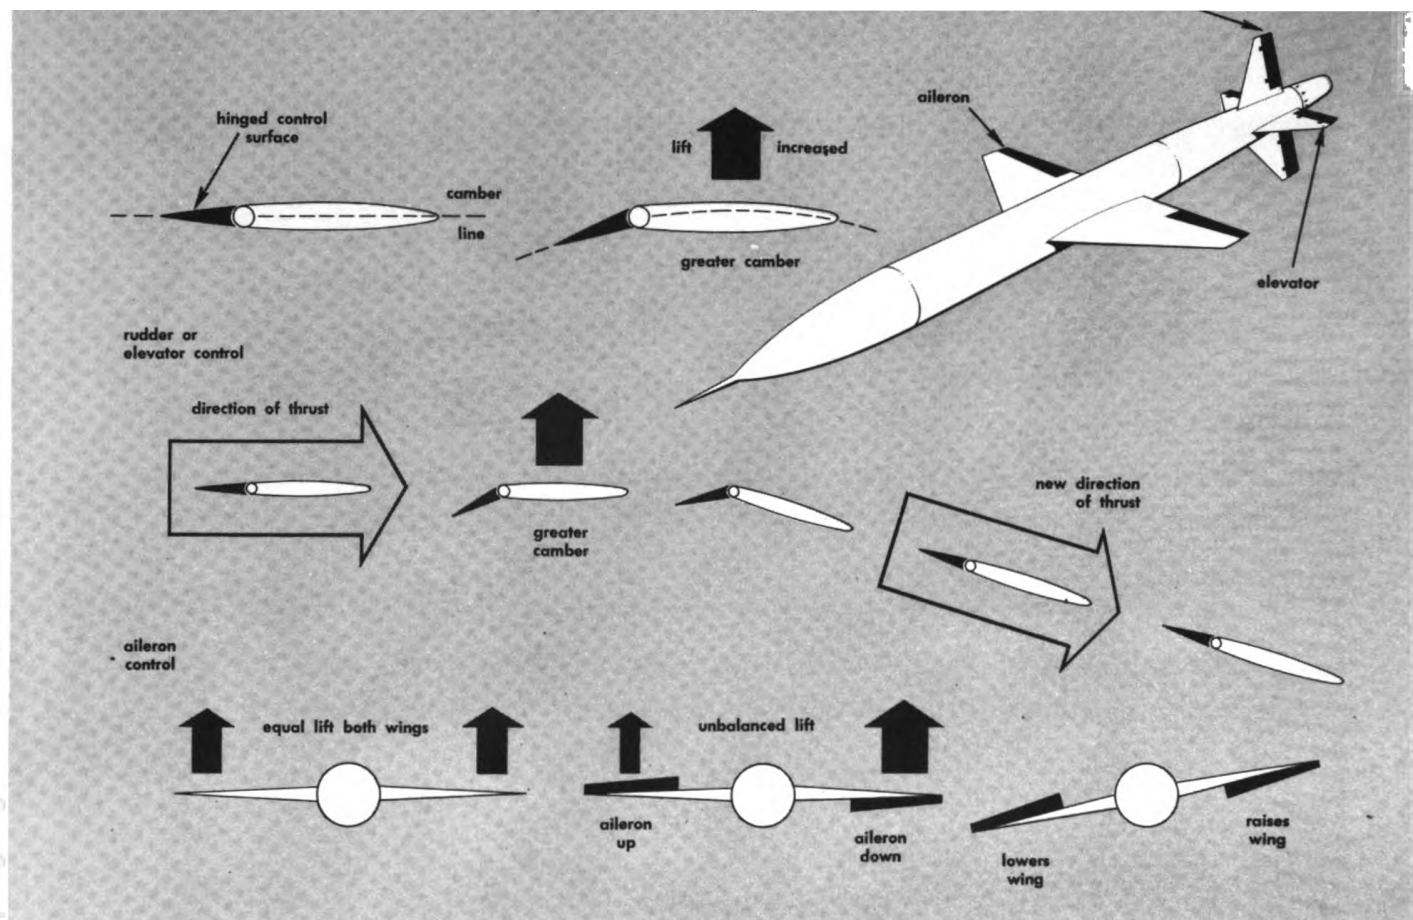 hinged control
surface
camber
line
lift increased
greater camber
aileron
elevator
rudder or
elevator control
direction of thrust
greater
camber
new direction
of thrust
aileron
control
equal lift both wings
unbalanced lift
aileron
up
aileron
down
lowers
wing
raises
wing